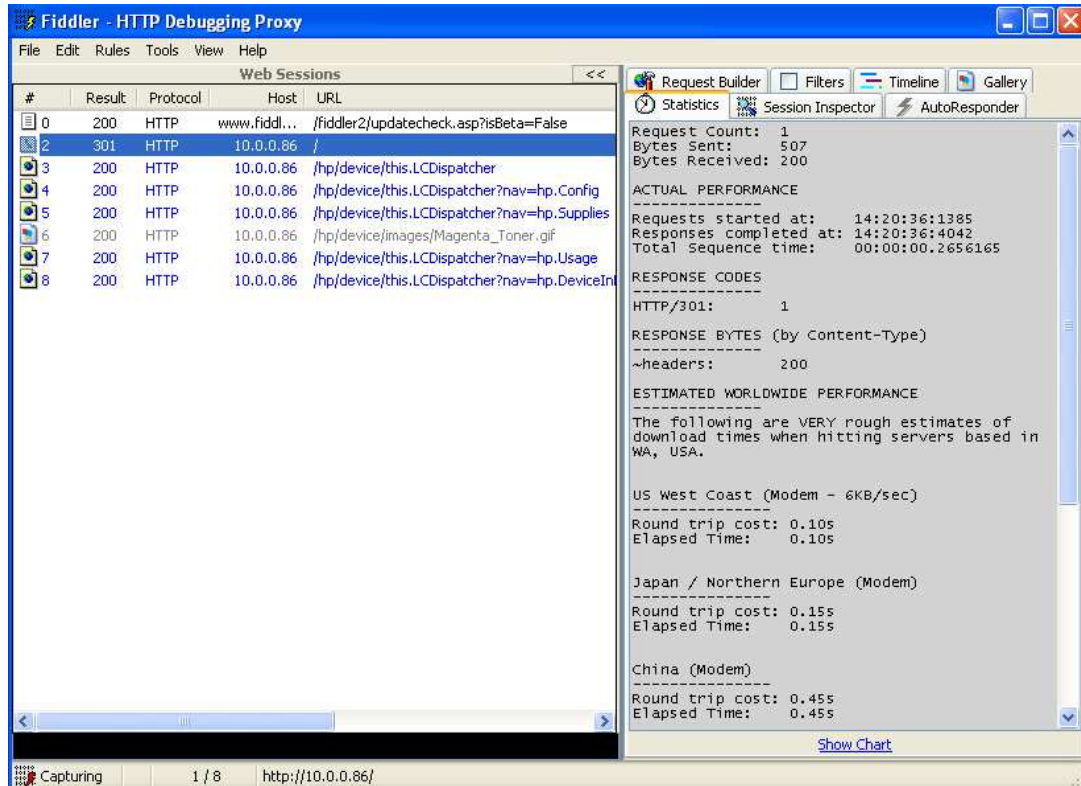 Fiddler - HTTP Debugging Proxy
File Edit Rules Tools View Help
Web Sessions <<
# Result Protocol Host URL
0 200 HTTP www.fiddl... /fiddler2/updatecheck.asp?isBeta=False
2 301 HTTP 10.0.0.86 /
3 200 HTTP 10.0.0.86 /hp/device/this.LCDispatcher
4 200 HTTP 10.0.0.86 /hp/device/this.LCDispatcher?nav=hp.Config
5 200 HTTP 10.0.0.86 /hp/device/this.LCDispatcher?nav=hp.Supplies
6 200 HTTP 10.0.0.86 /hp/device/images/Magenta_Toner.gif
7 200 HTTP 10.0.0.86 /hp/device/this.LCDispatcher?nav=hp.Usage
8 200 HTTP 10.0.0.86 /hp/device/this.LCDispatcher?nav=hp.DeviceInf
Request Builder Filters Timeline Gallery
Statistics Session Inspector AutoResponder
Request Count: 1
Bytes Sent: 507
Bytes Received: 200
ACTUAL PERFORMANCE
--------------
Requests started at: 14:20:36:1385
Responses completed at: 14:20:36:4042
Total Sequence time: 00:00:00.2656165
RESPONSE CODES
--------------
HTTP/301: 1
RESPONSE BYTES (by Content-Type)
--------------
~headers: 200
ESTIMATED WORLDWIDE PERFORMANCE
--------------
The following are VERY rough estimates of
download times when hitting servers based in
WA, USA.
US West Coast (Modem - 6KB/sec)
---------------
Round trip cost: 0.10s
Elapsed Time: 0.10s
Japan / Northern Europe (Modem)
---------------
Round trip cost: 0.15s
Elapsed Time: 0.15s
China (Modem)
---------------
Round trip cost: 0.45s
Elapsed Time: 0.45s
Show Chart
Capturing 1 / 8 http://10.0.0.86/